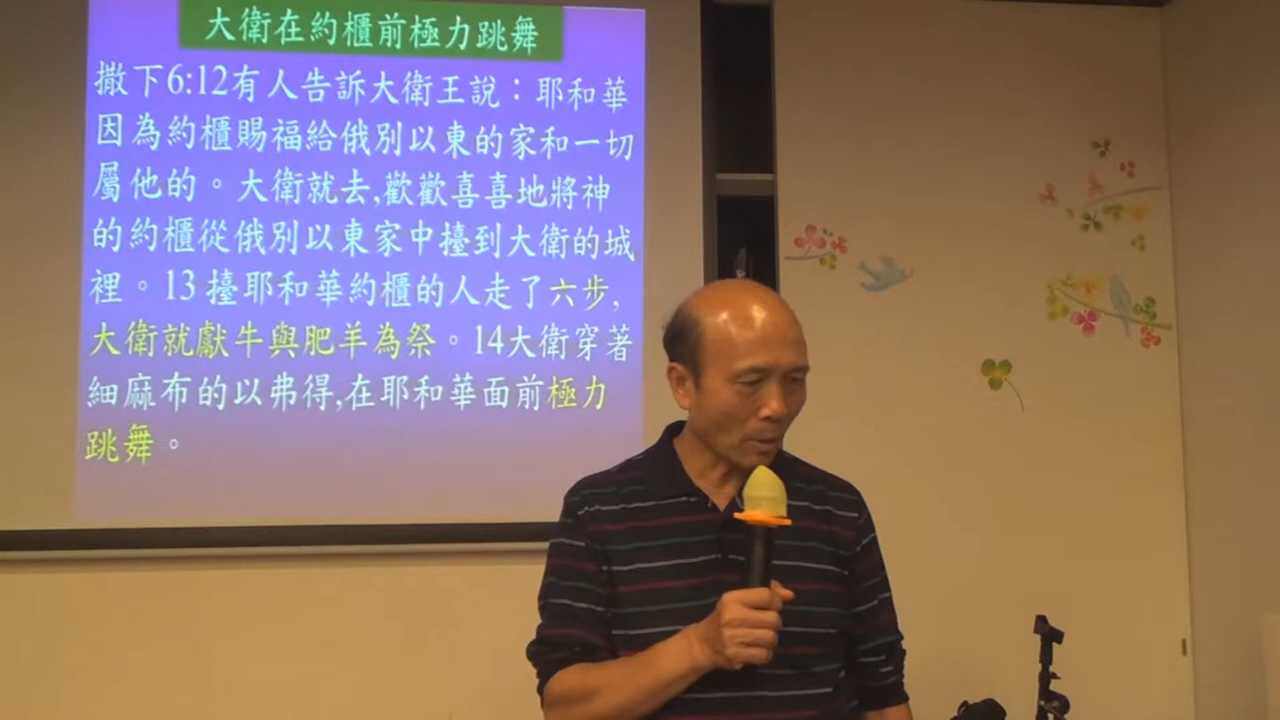 大衛在約櫃前極力跳舞
撒下6:12有人告訴大衛王說：耶和華
因為約櫃賜福給俄別以東的家和一切
屬他的。大衛就去,歡歡喜喜地將神
的約櫃從俄別以東家中擡到大衛的城
裡。13 擡耶和華約櫃的人走了六步,
大衛就獻牛與肥羊為祭。14大衛穿著
細麻布的以弗得,在耶和華面前極力
跳舞。